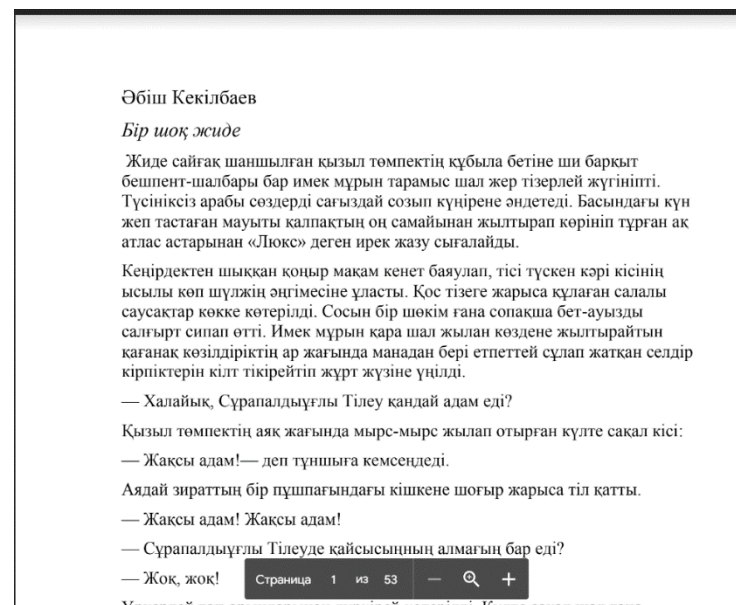 Әбіш Кекілбаев
Бір шоқ жиде
Жиде сайғақ шаншылған қызыл төмпектің құбыла бетіне ши барқыт
бешпент-шалбары бар имек мұрын тарамыс шал жер тізерлей жүгініпті.
Түсініксіз арабы сөздерді сағыздай созып күңірене әндетеді. Басындағы күн
жеп тастаған мауыты қалпақтың оң самайынан жылтырап көрініп тұрған ақ
атлас астарынан «Люкс» деген ирек жазу сығалайды.
Кеңірдектен шыққан қоңыр мақам кенет баяулап, тісі түскен кәрі кісінің
ысылы көп шүлжің әңгімесіне ұласты. Қос тізеге жарыса құлаған салалы
саусақтар көкке көтерілді. Сосын бір шөкім ғана сопақша бет-ауызды
салғырт сипап өтті. Имек мұрын қара шал жылан көздене жылтырайтын
қағанақ көзілдіріктің ар жағында манадан бері етпеттей сұлап жатқан селдір
кірпіктерін кілт тікірейтіп жұрт жүзіне үңілді.
— Халайық, Сұрапалдыұғлы Тілеу қандай адам еді?
Қызыл төмпектің аяқ жағында мырс-мырс жылап отырған күлте сақал кісі:
— Жақсы адам!— деп тұншыға кемсеңдеді.
Аядай зираттың бір пұшпағындағы кішкене шоғыр жарыса тіл қатты.
— Жақсы адам! Жақсы адам!
— Сұрапалдыұғлы Тілеуде қайсысыңның алмағың бар еді?
— Жоқ, жоқ!
Страница 1 из 53